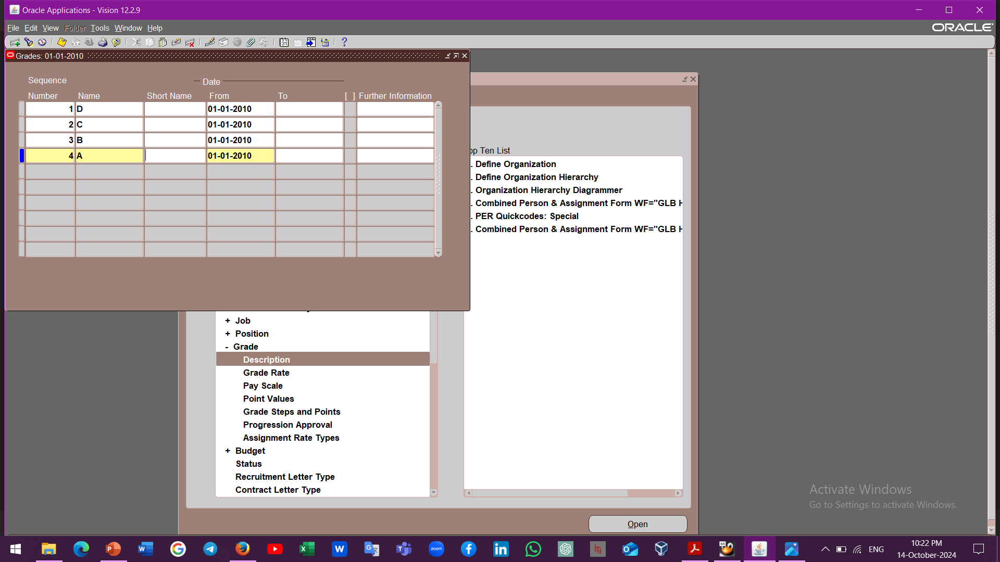 Oracle Applications - Vision 12.2.9
File Edit View Folder Tools Window Help
ORACLE
Grades: 01-01-2010
Sequence
Date
Number Name Short Name From To [ ] Further Information
1 D 01-01-2010
2 C 01-01-2010
3 B 01-01-2010
4 A 01-01-2010
Ten List
. Define Organization
. Define Organization Hierarchy
. Organization Hierarchy Diagrammer
. Combined Person & Assignment Form WF="GLB H
. PER Quickcodes: Special
. Combined Person & Assignment Form WF="GLB H
+ Job
+ Position
- Grade
Description
Grade Rate
Pay Scale
Point Values
Grade Steps and Points
Progression Approval
Assignment Rate Types
+ Budget
Status
Recruitment Letter Type
Contract Letter Type
Open
Activate Windows
Go to Settings to activate Windows.
ENG
10:22 PM
14-October-2024